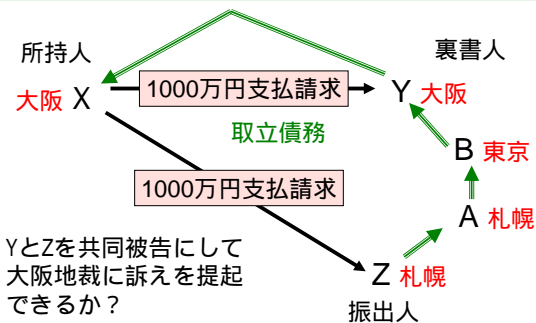 所持人
裏書人
大阪 X
1000万円支払請求
Y 大阪
取立債務
B 東京
1000万円支払請求
A 札幌
YとZを共同被告にして
大阪地裁に訴えを提起
できるか？
Z 札幌
振出人